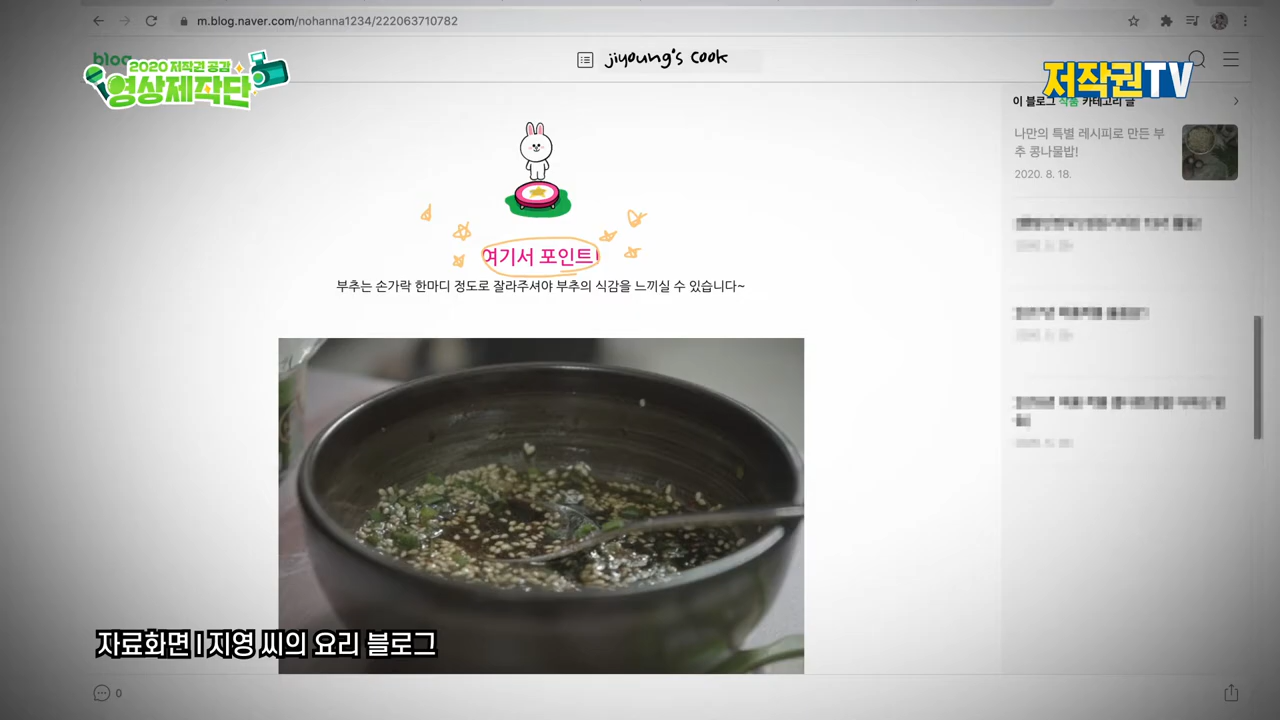 m.blog.naver.com/nohanna1234/222063710782
blog
jiyoung's cook
2020 저작권 공감
영상제작단
저작권TV
이 블로그 작품 카테고리 글
나만의 특별 레시피로 만든 부
추 콩나물밥!
2020. 8. 18.
여기서 포인트!
부추는 손가락 한마디 정도로 잘라주셔야 부추의 식감을 느끼실 수 있습니다~
자료화면 I 지영 씨의 요리 블로그
0